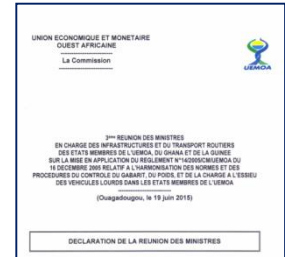 UNION ECONOMIQUE ET MONETAIRE
OUEST AFRICAINE
La Commission
UEMOA
3ème REUNION DES MINISTRES
EN CHARGE DES INFRASTRUCTURES ET DU TRANSPORT ROUTIERS
DES ETATS MEMBRES DE L'UEMOA, DU GHANA ET DE LA GUINEE
SUR LA MISE EN APPLICATION DU REGLEMENT N°14/2005/CM/UEMOA DU
16 DECEMBRE 2005 RELATIF A L'HARMONISATION DES NORMES ET DES
PROCEDURES DU CONTROLE DU GABARIT, DU POIDS, ET DE LA CHARGE A L'ESSIEU
DES VEHICULES LOURDS DANS LES ETATS MEMBRES DE L'UEMOA
(Ouagadougou, le 19 juin 2015)
DECLARATION DE LA REUNION DES MINISTRES